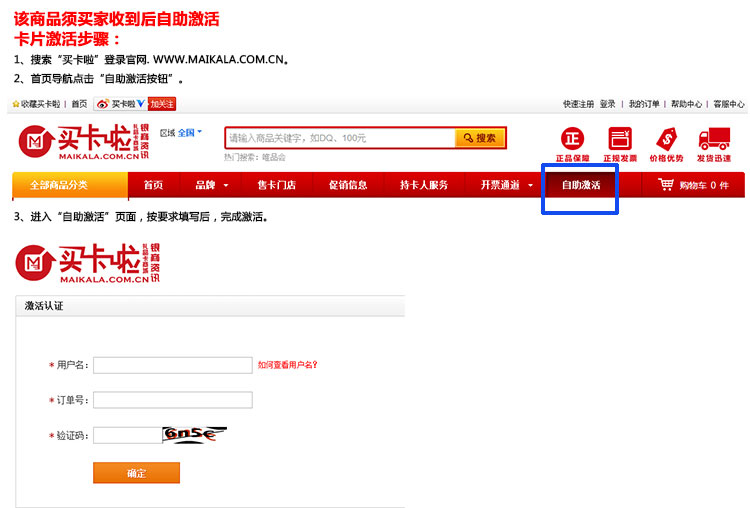 该商品须买家收到后自助激活
卡片激活步骤：
1、搜索“买卡啦”登录官网. WWW.MAIKALA.COM.CN。
2、首页导航点击“自助激活按钮”。
收藏买卡啦 | 首页 买卡啦 加关注 快速注册 登录 | 我的订单 | 帮助中心 | 客服中心
买卡啦 礼品卡商城 银商资讯 区域 全国
MAIKALA.COM.CN
请输入商品关键字，如DQ、100元 搜索
热门搜索：唯品会
正 正品保障 正规发票 价格优势 发货迅速
全部商品分类 首页 品牌 售卡门店 促销信息 持卡人服务 开票通道 自助激活 购物车 0 件
3、进入“自助激活”页面，按要求填写后，完成激活。
买卡啦 礼品卡商城 银商资讯
MAIKALA.COM.CN
激活认证
* 用户名： 如何查看用户名？
* 订单号：
* 验证码： 6n5e
确定